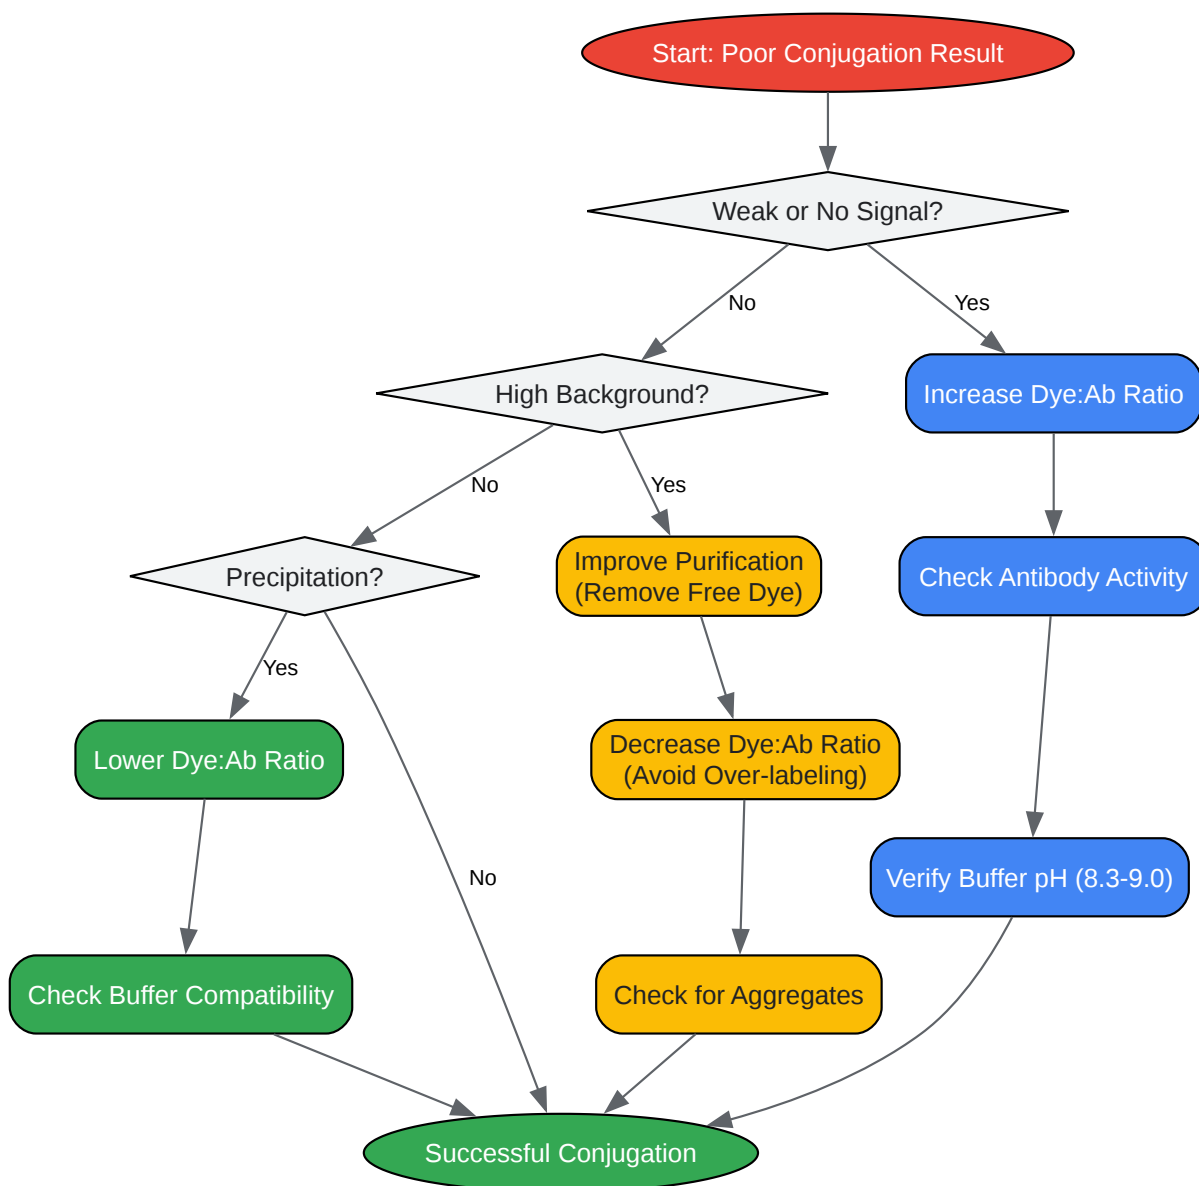 Start: Poor Conjugation Result
Weak or No Signal?
No
Yes
High Background?
Increase Dye:Ab Ratio
No
Yes
Precipitation?
Improve Purification
(Remove Free Dye)
Check Antibody Activity
Yes
Lower Dye:Ab Ratio
Decrease Dye:Ab Ratio
(Avoid Over-labeling)
No
Verify Buffer pH (8.3-9.0)
Check Buffer Compatibility
Check for Aggregates
Successful Conjugation